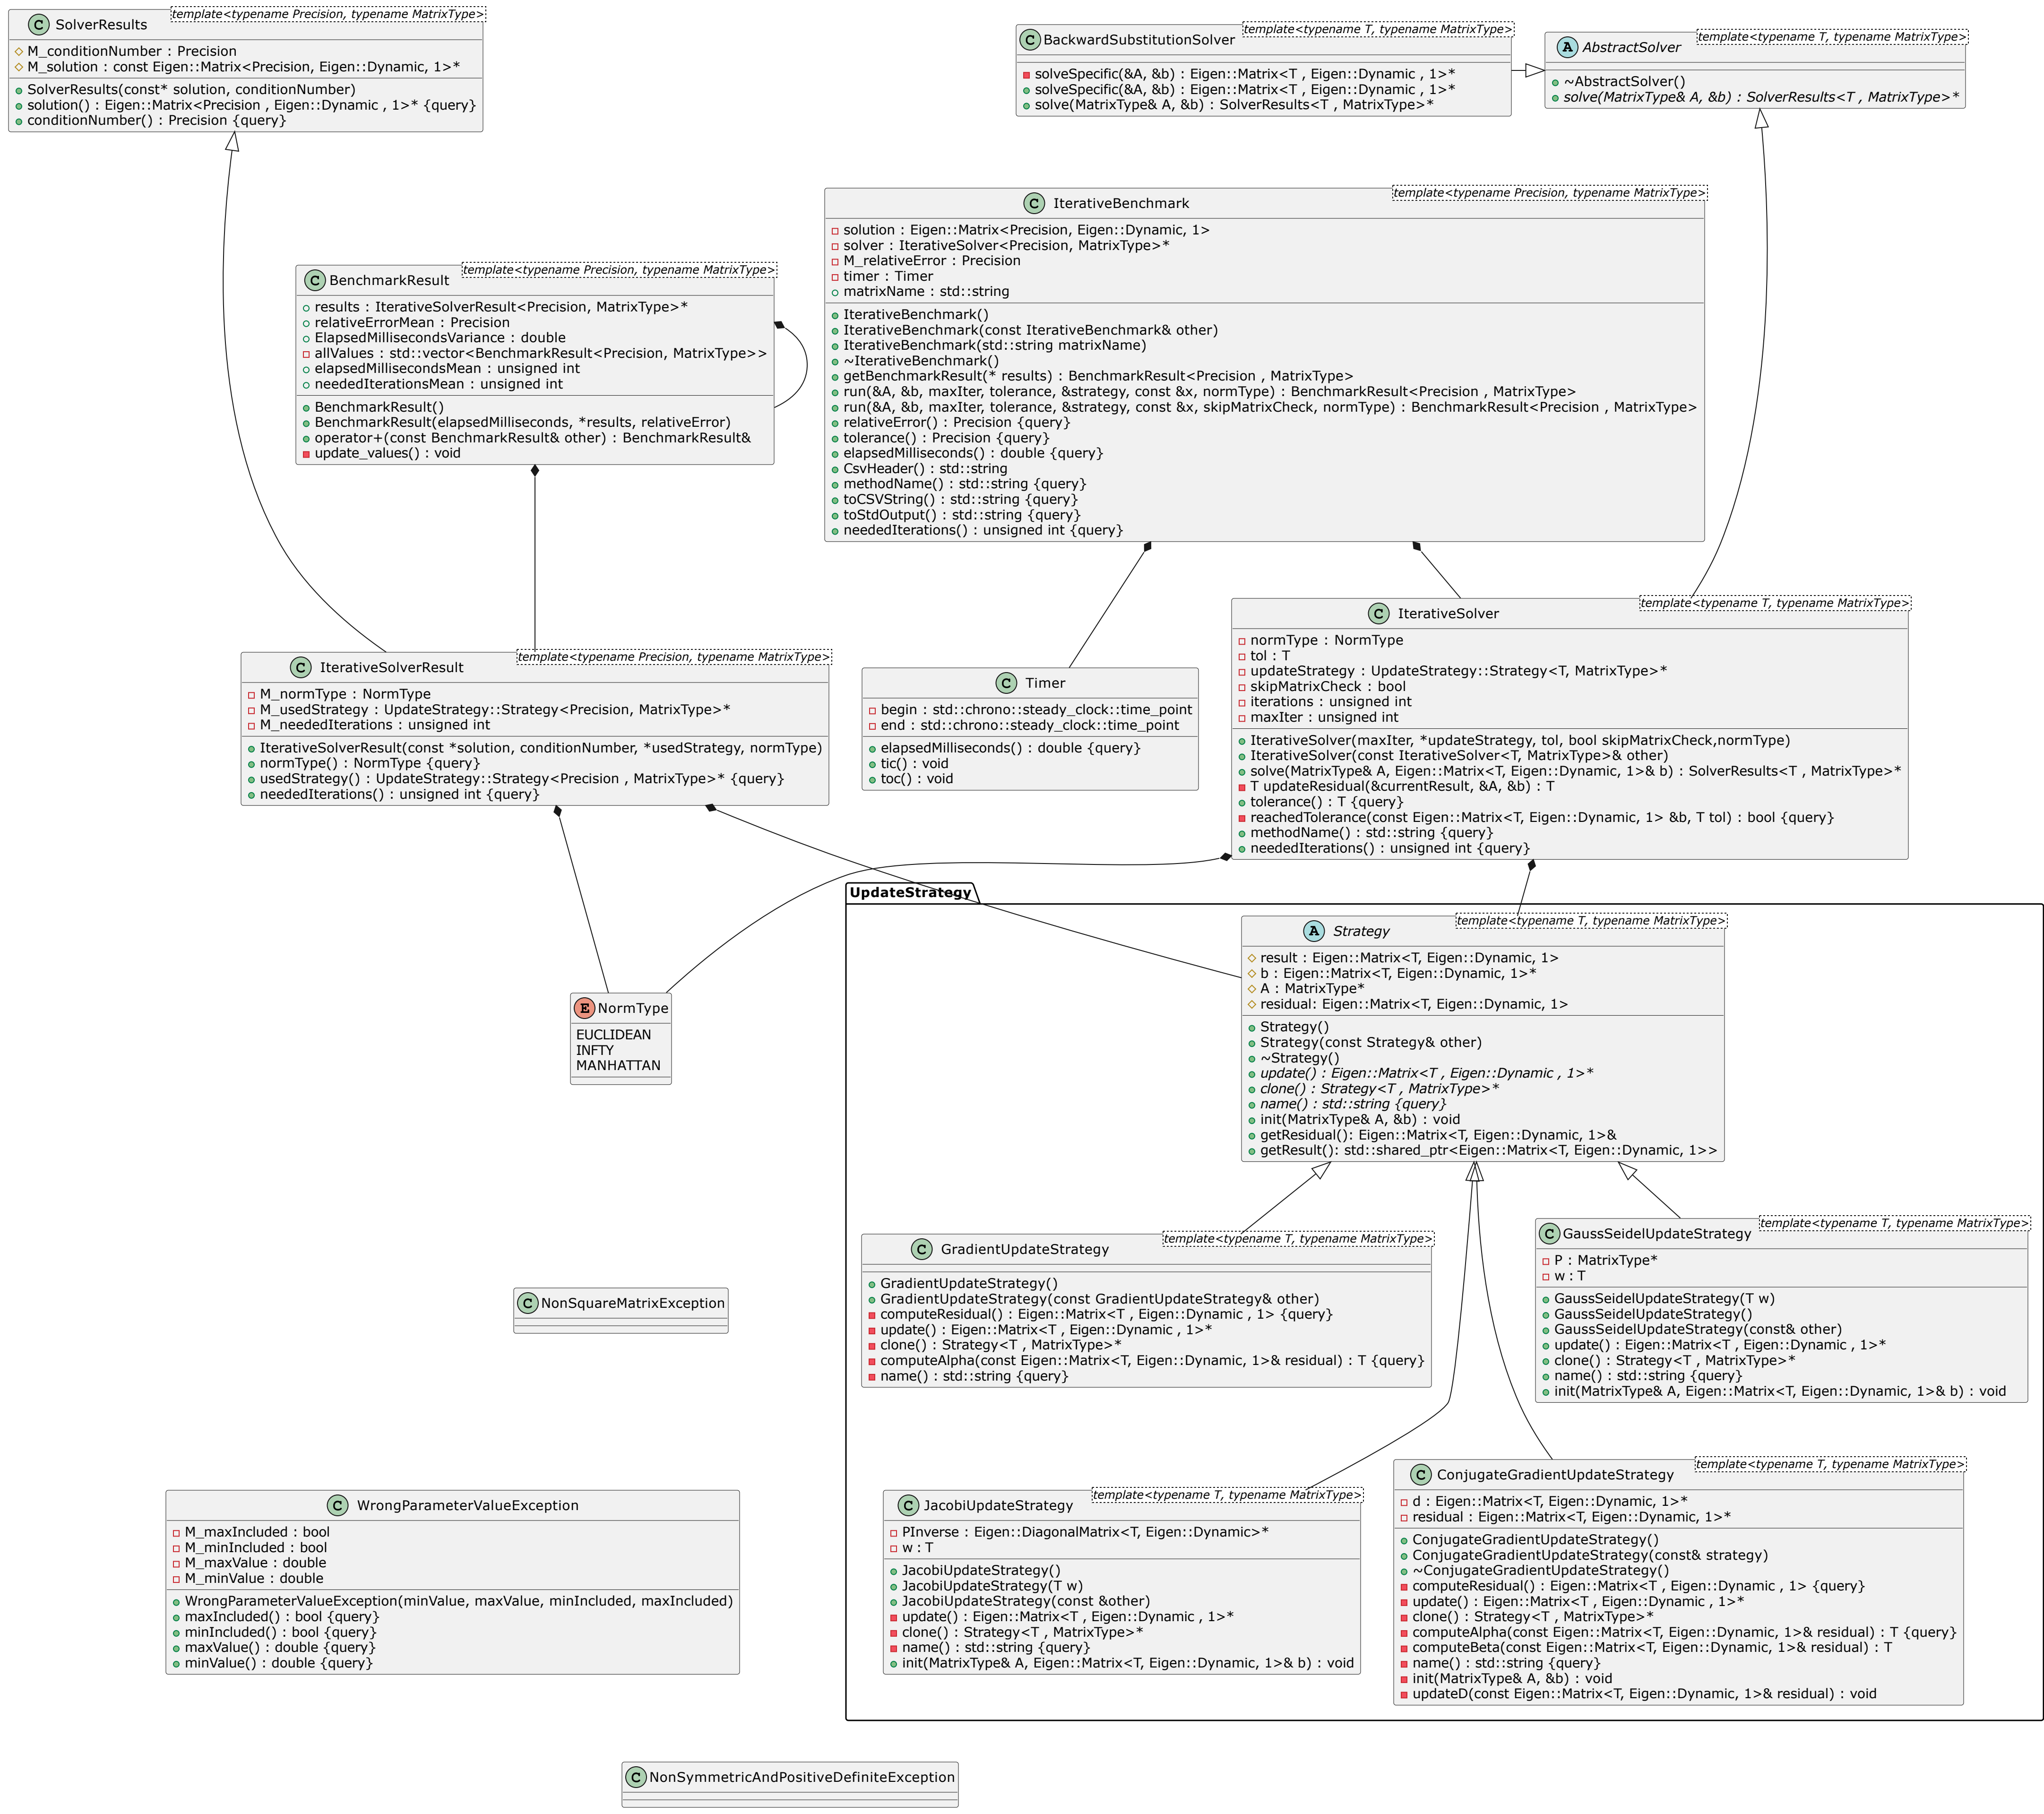 SolverResults
template<typename Precision, typename MatrixType>
M_conditionNumber : Precision
M_solution : const Eigen::Matrix<Precision, Eigen::Dynamic, 1>*
SolverResults(const* solution, conditionNumber)
solution() : Eigen::Matrix<Precision , Eigen::Dynamic , 1>* {query}
conditionNumber() : Precision {query}
BackwardSubstitutionSolver
template<typename T, typename MatrixType>
solveSpecific(&A, &b) : Eigen::Matrix<T , Eigen::Dynamic , 1>*
solveSpecific(&A, &b) : Eigen::Matrix<T , Eigen::Dynamic , 1>*
solve(MatrixType& A, &b) : SolverResults<T , MatrixType>*
A AbstractSolver
template<typename T, typename MatrixType>
~AbstractSolver()
solve(MatrixType& A, &b) : SolverResults<T , MatrixType>*
C IterativeBenchmark
template<typename Precision, typename MatrixType>
solution : Eigen::Matrix<Precision, Eigen::Dynamic, 1>
solver : IterativeSolver<Precision, MatrixType>*
M_relativeError : Precision
timer : Timer
matrixName : std::string
IterativeBenchmark()
IterativeBenchmark(const IterativeBenchmark& other)
IterativeBenchmark(std::string matrixName)
~IterativeBenchmark()
getBenchmarkResult(* results) : BenchmarkResult<Precision , MatrixType>
run(&A, &b, maxIter, tolerance, &strategy, const &x, normType) : BenchmarkResult<Precision , MatrixType>
run(&A, &b, maxIter, tolerance, &strategy, const &x, skipMatrixCheck, normType) : BenchmarkResult<Precision , MatrixType>
relativeError() : Precision {query}
tolerance() : Precision {query}
elapsedMilliseconds() : double {query}
CsvHeader() : std::string
methodName() : std::string {query}
toCSVString() : std::string {query}
toStdOutput() : std::string {query}
neededIterations() : unsigned int {query}
C BenchmarkResult
template<typename Precision, typename MatrixType>
results : IterativeSolverResult<Precision, MatrixType>*
relativeErrorMean : Precision
ElapsedMillisecondsVariance : double
allValues : std::vector<BenchmarkResult<Precision, MatrixType>>
elapsedMillisecondsMean : unsigned int
neededIterationsMean : unsigned int
BenchmarkResult()
BenchmarkResult(elapsedMilliseconds, *results, relativeError)
operator+(const BenchmarkResult& other) : BenchmarkResult&
update_values() : void
C IterativeSolverResult
template<typename Precision, typename MatrixType>
M_normType : NormType
M_usedStrategy : UpdateStrategy::Strategy<Precision, MatrixType>*
M_neededIterations : unsigned int
IterativeSolverResult(const *solution, conditionNumber, *usedStrategy, normType)
normType() : NormType {query}
usedStrategy() : UpdateStrategy::Strategy<Precision , MatrixType>* {query}
neededIterations() : unsigned int {query}
C Timer
begin : std::chrono::steady_clock::time_point
end : std::chrono::steady_clock::time_point
elapsedMilliseconds() : double {query}
tic() : void
toc() : void
C IterativeSolver
template<typename T, typename MatrixType>
normType : NormType
tol : T
updateStrategy : UpdateStrategy::Strategy<T, MatrixType>*
skipMatrixCheck : bool
iterations : unsigned int
maxIter : unsigned int
IterativeSolver(maxIter, *updateStrategy, tol, bool skipMatrixCheck,normType)
IterativeSolver(const IterativeSolver<T, MatrixType>& other)
solve(MatrixType& A, Eigen::Matrix<T, Eigen::Dynamic, 1>& b) : SolverResults<T , MatrixType>*
T updateResidual(&currentResult, &A, &b) : T
tolerance() : T {query}
reachedTolerance(const Eigen::Matrix<T, Eigen::Dynamic, 1> &b, T tol) : bool {query}
methodName() : std::string {query}
neededIterations() : unsigned int {query}
UpdateStrategy
A Strategy
template<typename T, typename MatrixType>
result : Eigen::Matrix<T, Eigen::Dynamic, 1>
b : Eigen::Matrix<T, Eigen::Dynamic, 1>*
A : MatrixType*
residual: Eigen::Matrix<T, Eigen::Dynamic, 1>
Strategy()
Strategy(const Strategy& other)
~Strategy()
update() : Eigen::Matrix<T , Eigen::Dynamic , 1>*
clone() : Strategy<T , MatrixType>*
name() : std::string {query}
init(MatrixType& A, &b) : void
getResidual(): Eigen::Matrix<T, Eigen::Dynamic, 1>&
getResult(): std::shared_ptr<Eigen::Matrix<T, Eigen::Dynamic, 1>>
E NormType
EUCLIDEAN
INFTY
MANHATTAN
C GradientUpdateStrategy
template<typename T, typename MatrixType>
GradientUpdateStrategy()
GradientUpdateStrategy(const GradientUpdateStrategy& other)
computeResidual() : Eigen::Matrix<T , Eigen::Dynamic , 1> {query}
update() : Eigen::Matrix<T , Eigen::Dynamic , 1>*
clone() : Strategy<T , MatrixType>*
computeAlpha(const Eigen::Matrix<T, Eigen::Dynamic, 1>& residual) : T {query}
name() : std::string {query}
C GaussSeidelUpdateStrategy
template<typename T, typename MatrixType>
P : MatrixType*
w : T
GaussSeidelUpdateStrategy(T w)
GaussSeidelUpdateStrategy()
GaussSeidelUpdateStrategy(const& other)
update() : Eigen::Matrix<T , Eigen::Dynamic , 1>*
clone() : Strategy<T , MatrixType>*
name() : std::string {query}
init(MatrixType& A, Eigen::Matrix<T, Eigen::Dynamic, 1>& b) : void
C NonSquareMatrixException
C WrongParameterValueException
M_maxIncluded : bool
M_minIncluded : bool
M_maxValue : double
M_minValue : double
WrongParameterValueException(minValue, maxValue, minIncluded, maxIncluded)
maxIncluded() : bool {query}
minIncluded() : bool {query}
maxValue() : double {query}
minValue() : double {query}
C JacobiUpdateStrategy
template<typename T, typename MatrixType>
PInverse : Eigen::DiagonalMatrix<T, Eigen::Dynamic>*
w : T
JacobiUpdateStrategy()
JacobiUpdateStrategy(T w)
JacobiUpdateStrategy(const &other)
update() : Eigen::Matrix<T , Eigen::Dynamic , 1>*
clone() : Strategy<T , MatrixType>*
name() : std::string {query}
init(MatrixType& A, Eigen::Matrix<T, Eigen::Dynamic, 1>& b) : void
C ConjugateGradientUpdateStrategy
template<typename T, typename MatrixType>
d : Eigen::Matrix<T, Eigen::Dynamic, 1>*
residual : Eigen::Matrix<T, Eigen::Dynamic, 1>*
ConjugateGradientUpdateStrategy()
ConjugateGradientUpdateStrategy(const& strategy)
~ConjugateGradientUpdateStrategy()
computeResidual() : Eigen::Matrix<T , Eigen::Dynamic , 1> {query}
update() : Eigen::Matrix<T , Eigen::Dynamic , 1>*
clone() : Strategy<T , MatrixType>*
computeAlpha(const Eigen::Matrix<T, Eigen::Dynamic, 1>& residual) : T {query}
computeBeta(const Eigen::Matrix<T, Eigen::Dynamic, 1>& residual) : T
name() : std::string {query}
init(MatrixType& A, &b) : void
updateD(const Eigen::Matrix<T, Eigen::Dynamic, 1>& residual) : void
C NonSymmetricAndPositiveDefiniteException